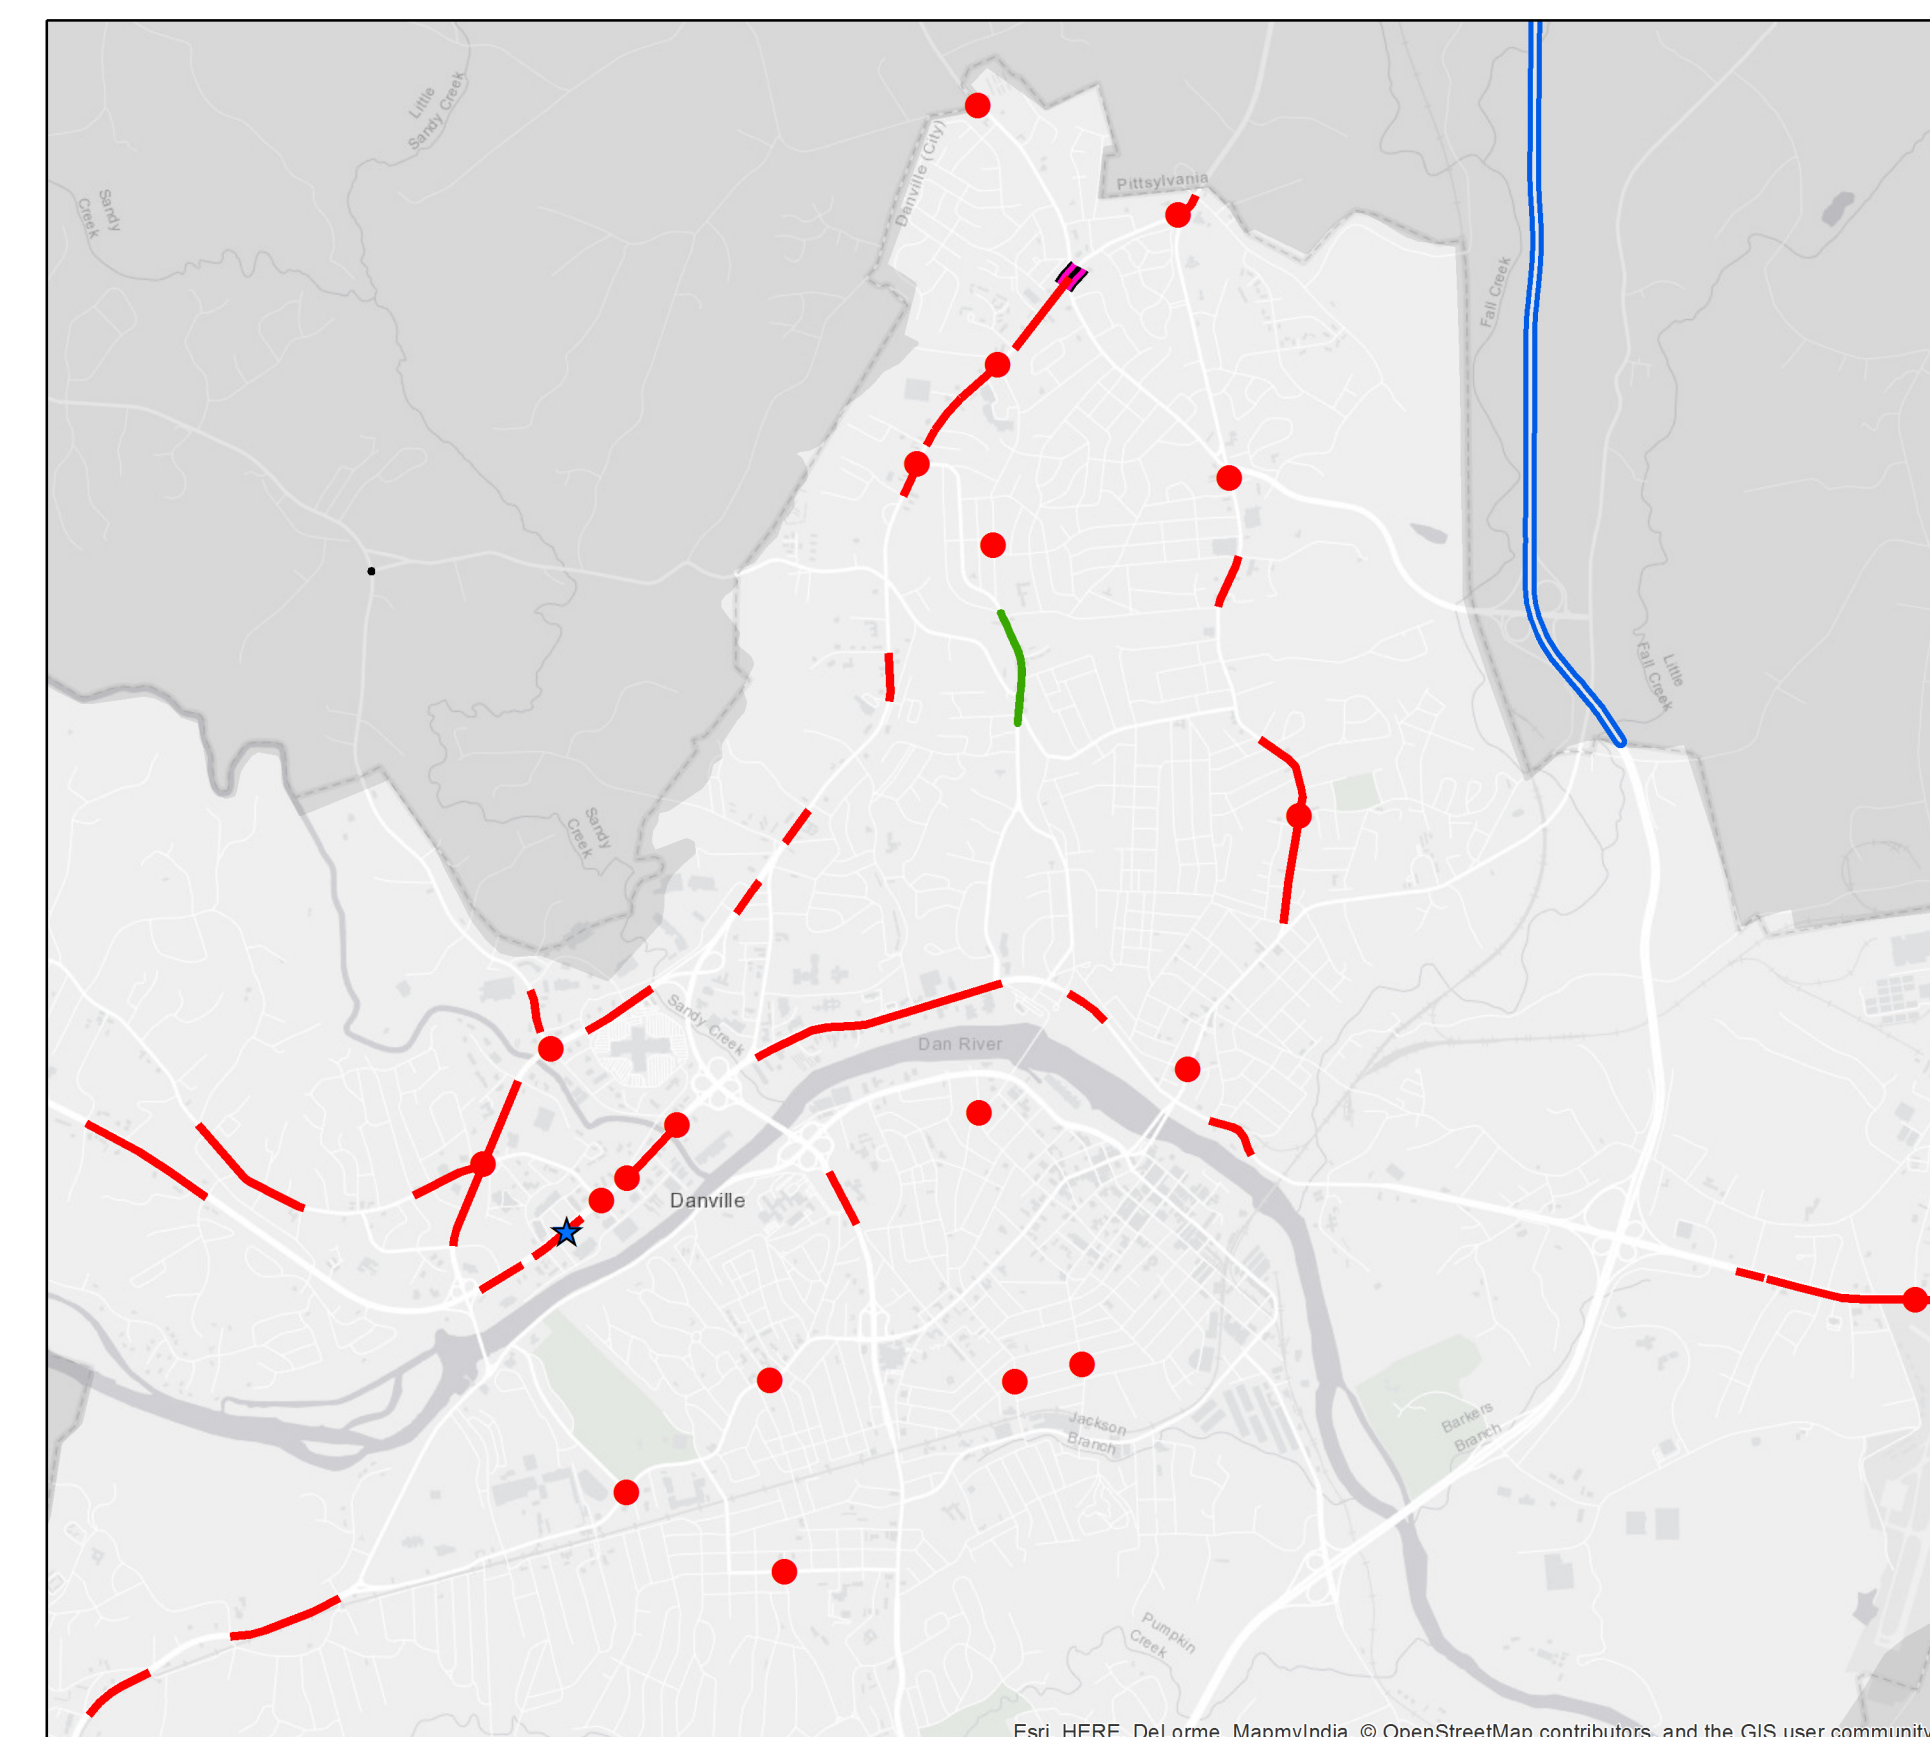 Little
Sandy Creek
Sandy
Creek
Danville (City)
Pittsylvania
Fall Creek
Little
Fall Creek
Sandy
Creek
Sandy Creek
Dan River
Danville
Jackson
Branch
Barkers
Branch
Pumpkin
Creek
Esri, HERE, DeLorme, MapmyIndia, © OpenStreetMap contributors, and the GIS user community